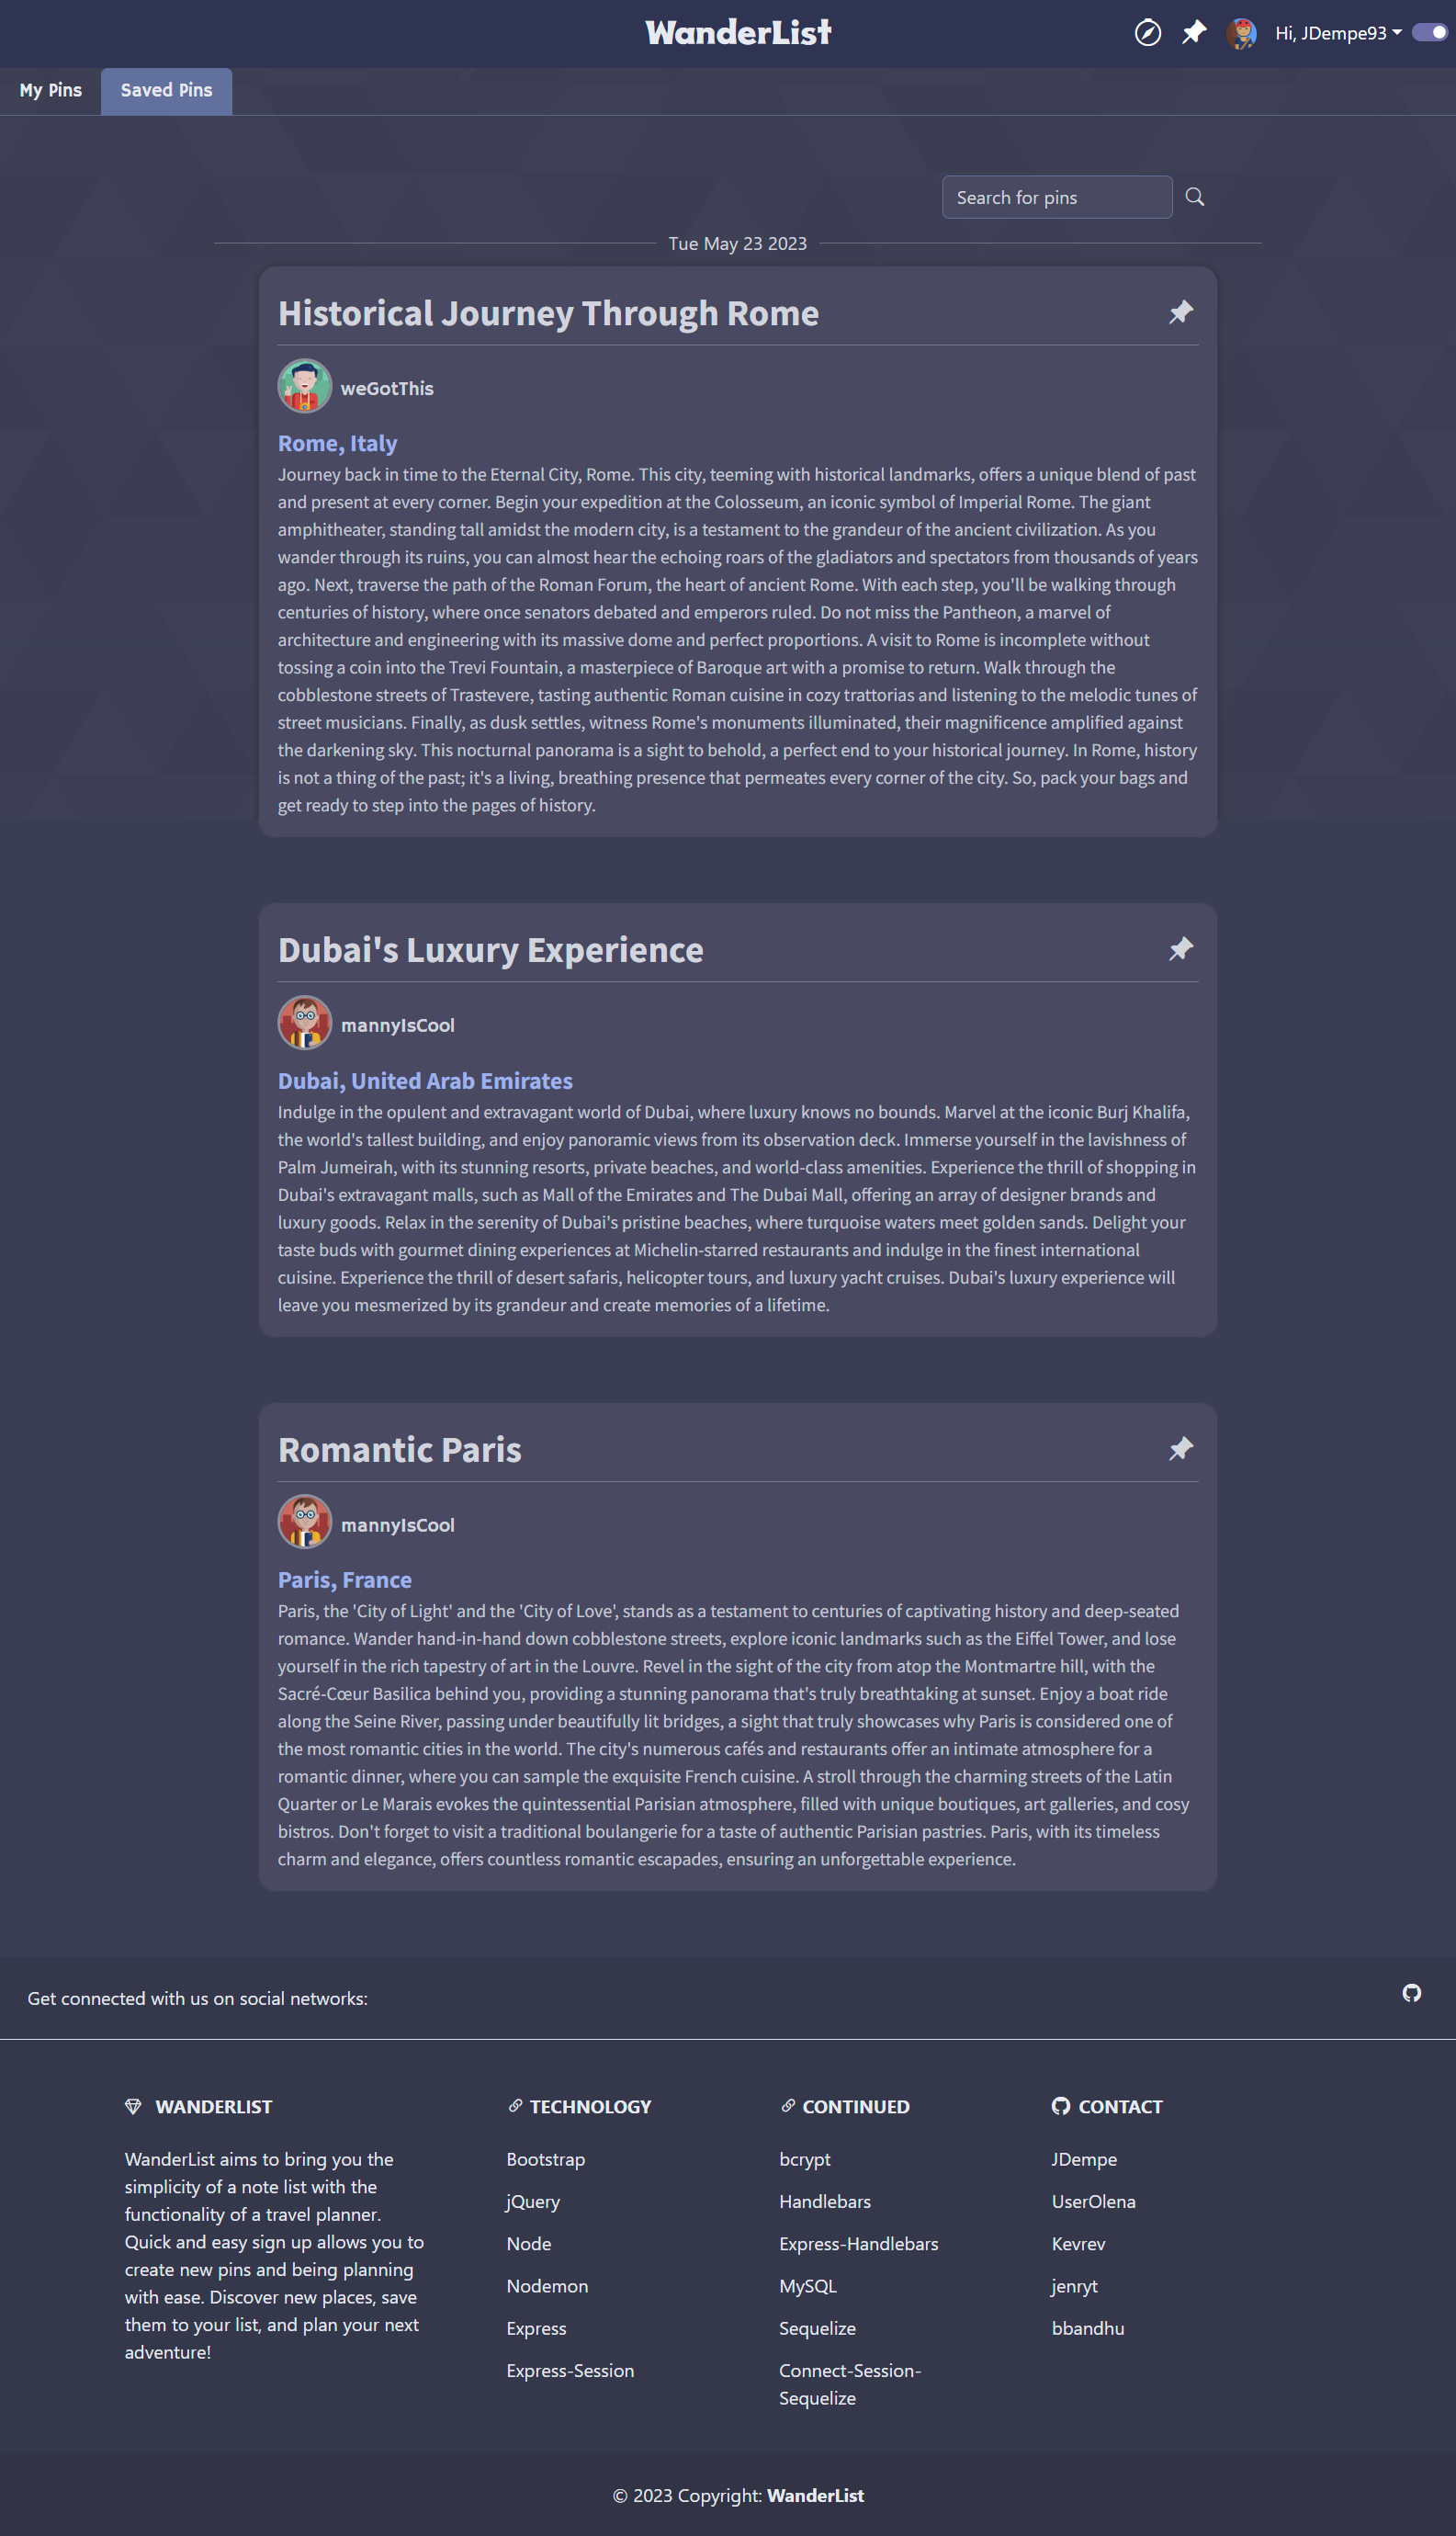 WanderList
Hi, JDempe93
My Pins
Saved Pins
Search for pins
Tue May 23 2023
Historical Journey Through Rome
weGotThis
Rome, Italy
Journey back in time to the Eternal City, Rome. This city, teeming with historical landmarks, offers a unique blend of past
and present at every corner. Begin your expedition at the Colosseum, an iconic symbol of Imperial Rome. The giant
amphitheater, standing tall amidst the modern city, is a testament to the grandeur of the ancient civilization. As you
wander through its ruins, you can almost hear the echoing roars of the gladiators and spectators from thousands of years
ago. Next, traverse the path of the Roman Forum, the heart of ancient Rome. With each step, you'll be walking through
centuries of history, where once senators debated and emperors ruled. Do not miss the Pantheon, a marvel of
architecture and engineering with its massive dome and perfect proportions. A visit to Rome is incomplete without
tossing a coin into the Trevi Fountain, a masterpiece of Baroque art with a promise to return. Walk through the
cobblestone streets of Trastevere, tasting authentic Roman cuisine in cozy trattorias and listening to the melodic tunes of
street musicians. Finally, as dusk settles, witness Rome's monuments illuminated, their magnificence amplified against
the darkening sky. This nocturnal panorama is a sight to behold, a perfect end to your historical journey. In Rome, history
is not a thing of the past; it's a living, breathing presence that permeates every corner of the city. So, pack your bags and
get ready to step into the pages of history.
Dubai's Luxury Experience
mannyIsCool
Dubai, United Arab Emirates
Indulge in the opulent and extravagant world of Dubai, where luxury knows no bounds. Marvel at the iconic Burj Khalifa,
the world's tallest building, and enjoy panoramic views from its observation deck. Immerse yourself in the lavishness of
Palm Jumeirah, with its stunning resorts, private beaches, and world-class amenities. Experience the thrill of shopping in
Dubai's extravagant malls, such as Mall of the Emirates and The Dubai Mall, offering an array of designer brands and
luxury goods. Relax in the serenity of Dubai's pristine beaches, where turquoise waters meet golden sands. Delight your
taste buds with gourmet dining experiences at Michelin-starred restaurants and indulge in the finest international
cuisine. Experience the thrill of desert safaris, helicopter tours, and luxury yacht cruises. Dubai's luxury experience will
leave you mesmerized by its grandeur and create memories of a lifetime.
Romantic Paris
mannyIsCool
Paris, France
Paris, the 'City of Light' and the 'City of Love', stands as a testament to centuries of captivating history and deep-seated
romance. Wander hand-in-hand down cobblestone streets, explore iconic landmarks such as the Eiffel Tower, and lose
yourself in the rich tapestry of art in the Louvre. Revel in the sight of the city from atop the Montmartre hill, with the
Sacré-Cœur Basilica behind you, providing a stunning panorama that's truly breathtaking at sunset. Enjoy a boat ride
along the Seine River, passing under beautifully lit bridges, a sight that truly showcases why Paris is considered one of
the most romantic cities in the world. The city's numerous cafés and restaurants offer an intimate atmosphere for a
romantic dinner, where you can sample the exquisite French cuisine. A stroll through the charming streets of the Latin
Quarter or Le Marais evokes the quintessential Parisian atmosphere, filled with unique boutiques, art galleries, and cosy
bistros. Don't forget to visit a traditional boulangerie for a taste of authentic Parisian pastries. Paris, with its timeless
charm and elegance, offers countless romantic escapades, ensuring an unforgettable experience.
Get connected with us on social networks:
WANDERLIST
WanderList aims to bring you the
simplicity of a note list with the
functionality of a travel planner.
Quick and easy sign up allows you to
create new pins and being planning
with ease. Discover new places, save
them to your list, and plan your next
adventure!
TECHNOLOGY
Bootstrap
jQuery
Node
Nodemon
Express
Express-Session
CONTINUED
bcrypt
Handlebars
Express-Handlebars
MySQL
Sequelize
Connect-Session-
Sequelize
CONTACT
JDempe
UserOlena
Kevrev
jenryt
bbandhu
© 2023 Copyright: WanderList